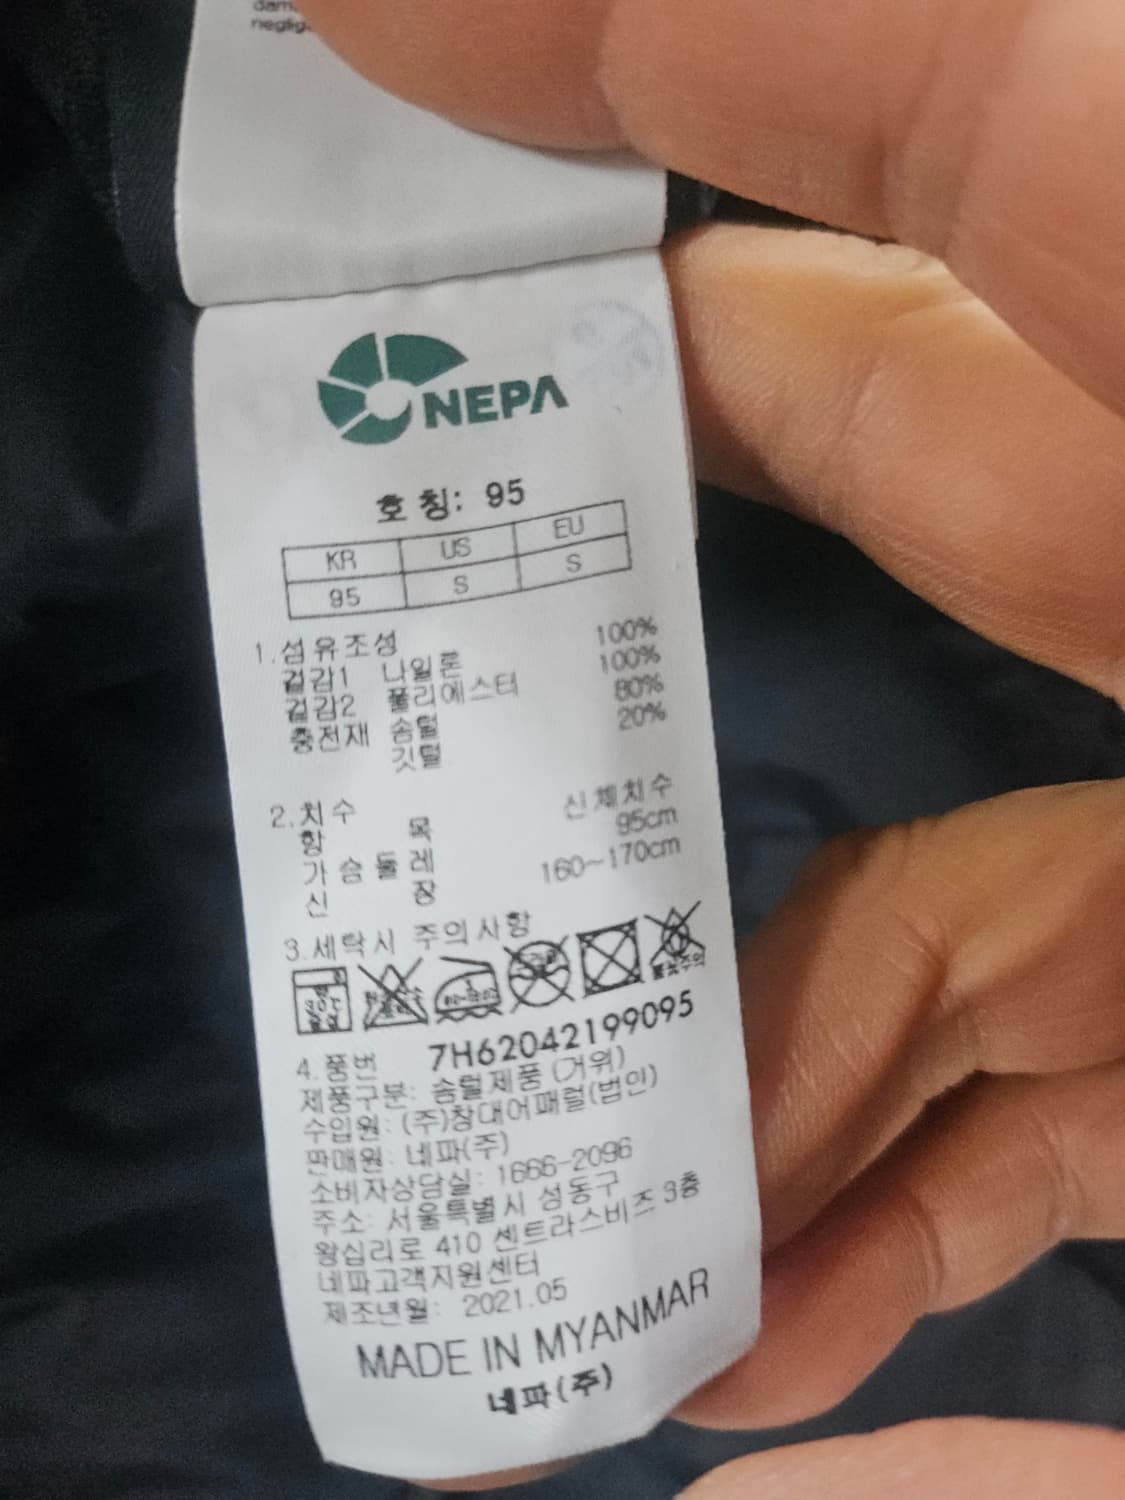 dam
neglig
NEPA
호 칭: 95
KR US EU
95 S S
1.섬유조성
겉감1 나일론 100%
겉감2 폴리에스터 100%
충전재 솜털 80%
깃털 20%
2.치수
항 목 신체치수
가슴둘레 95cm
신 장 160~170cm
3.세탁시 주의사항
4.품번 7H62042199095
제품구분: 솜털제품 (거위)
수입원: (주)창대어패럴(법인)
판매원: 네파(주)
소비자상담실: 1666-2096
주소: 서울특별시 성동구
왕십리로 410 센트라스비즈 3층
네파고객지원센터
제조년월: 2021.05
MADE IN MYANMAR
네파(주)